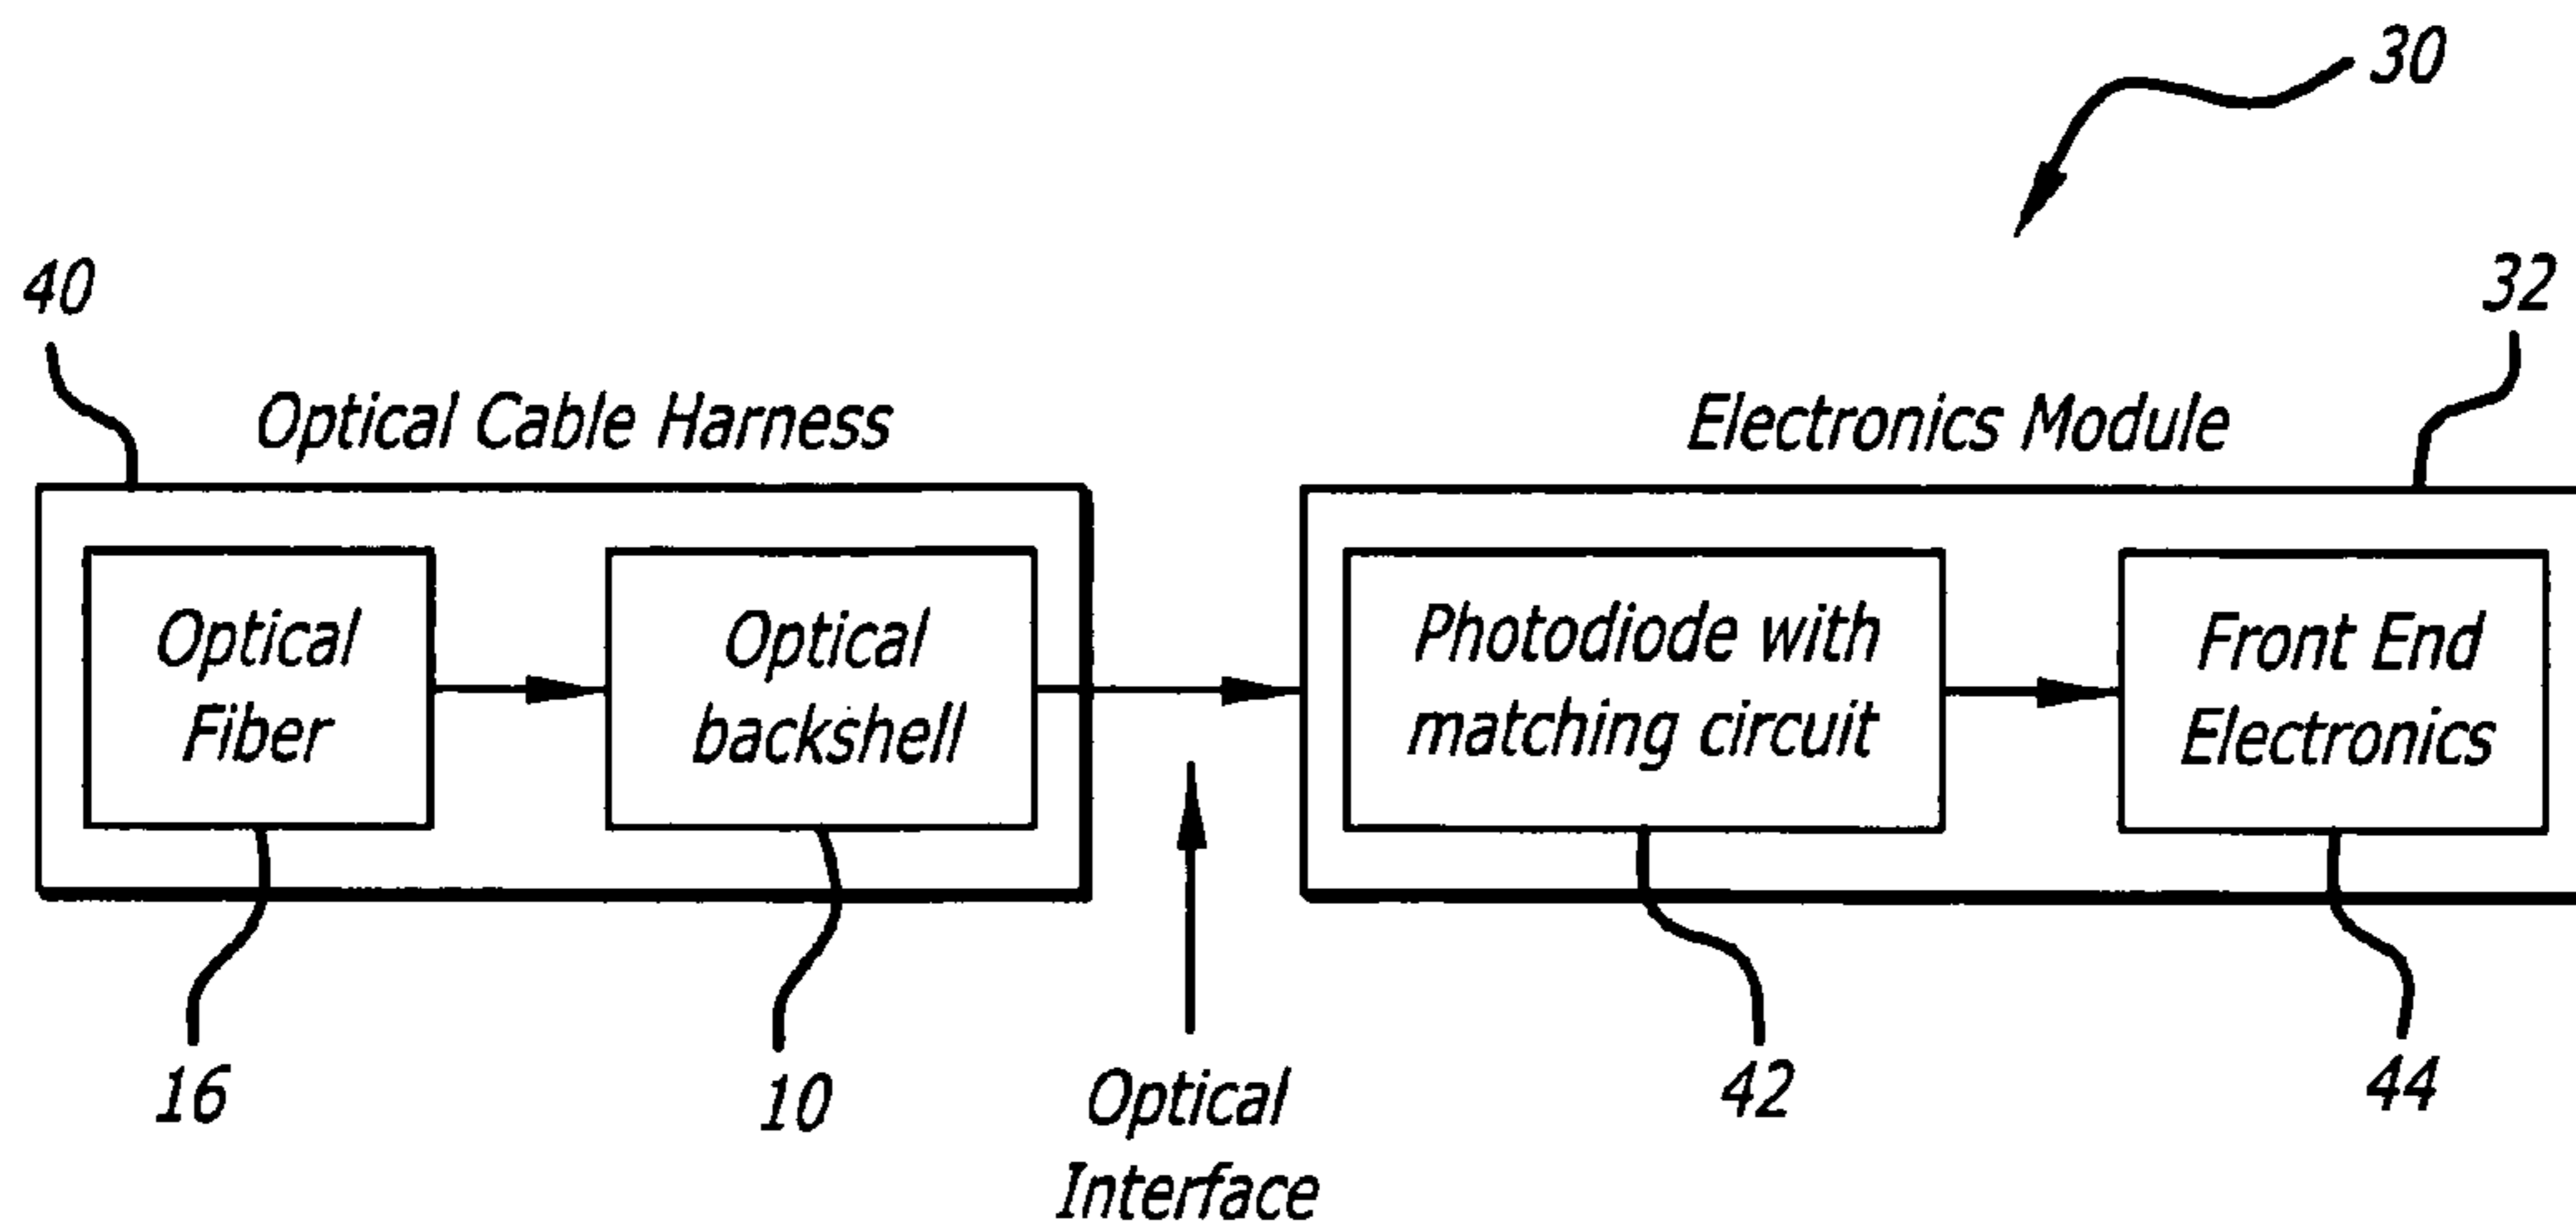 30
40
32
Optical Cable Harness
Electronics Module
Optical
Fiber
Optical
backshell
Photodiode with
matching circuit
Front End
Electronics
16
10
Optical
Interface
42
44